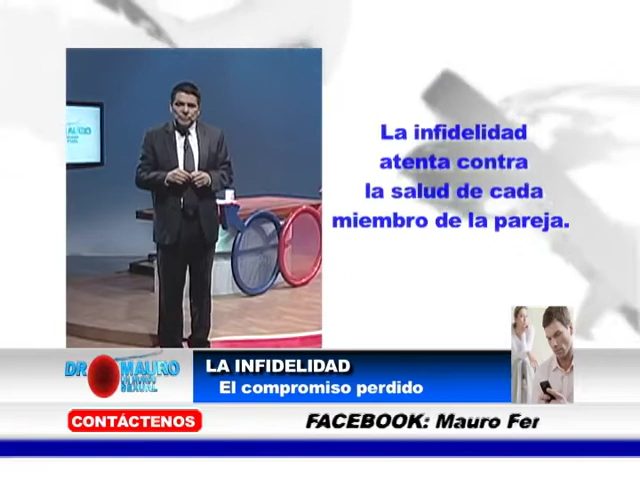 La infidelidad
atenta contra
la salud de cada
miembro de la pareja.
DR MAURO
SEXUAL
LA INFIDELIDAD
El compromiso perdido
CONTÁCTENOS
FACEBOOK: Mauro Fer